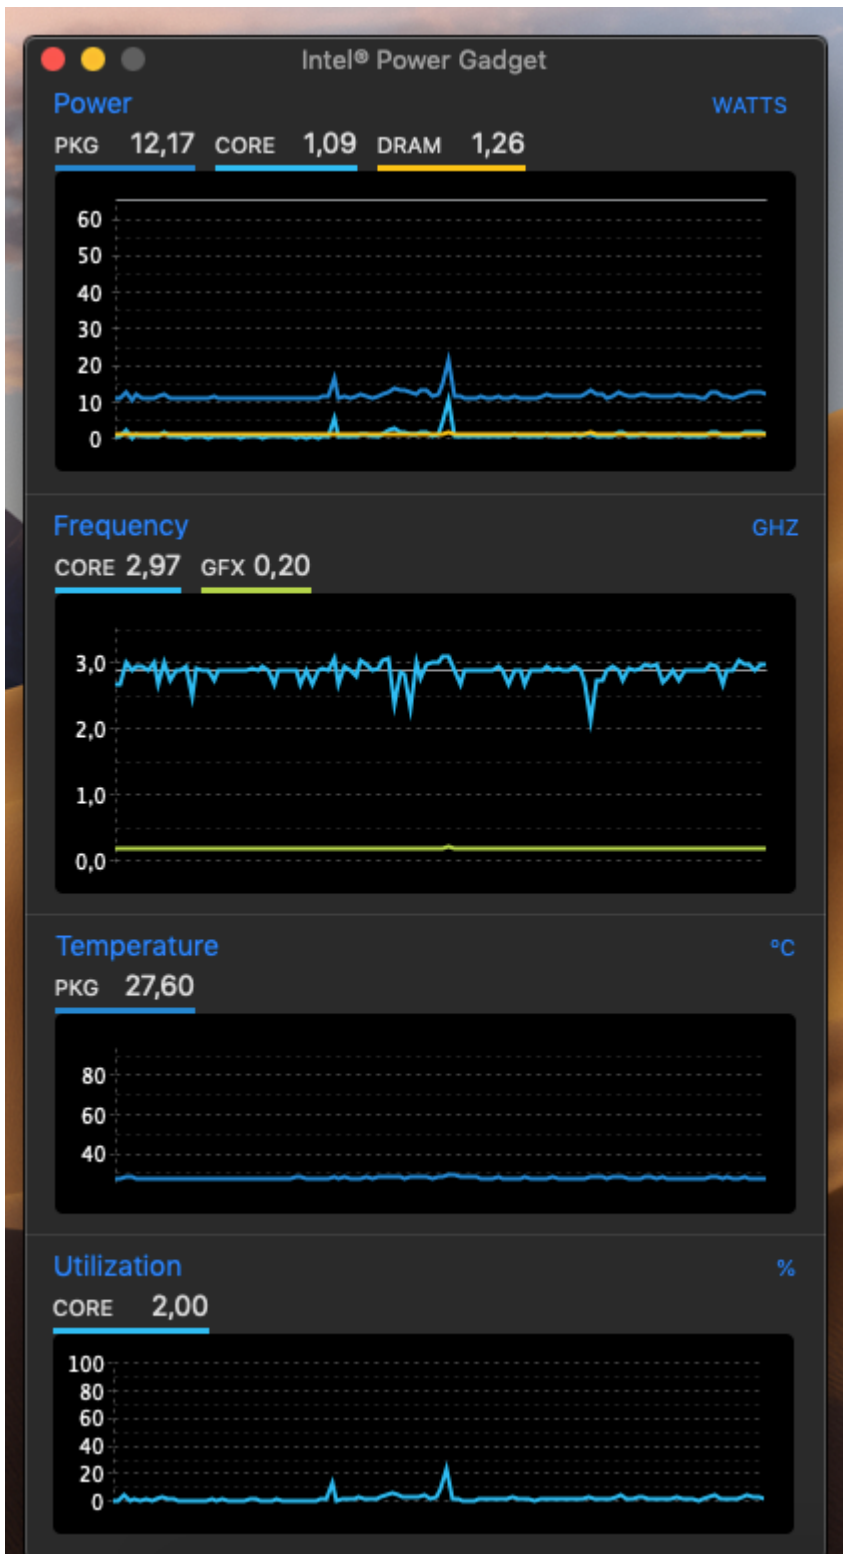 Intel® Power Gadget
Power WATTS
PKG 12,17 CORE 1,09 DRAM 1,26
60
50
40
30
20
10
0
Frequency GHZ
CORE 2,97 GFX 0,20
3,0
2,0
1,0
0,0
Temperature °C
PKG 27,60
80
60
40
Utilization %
CORE 2,00
100
80
60
40
20
0